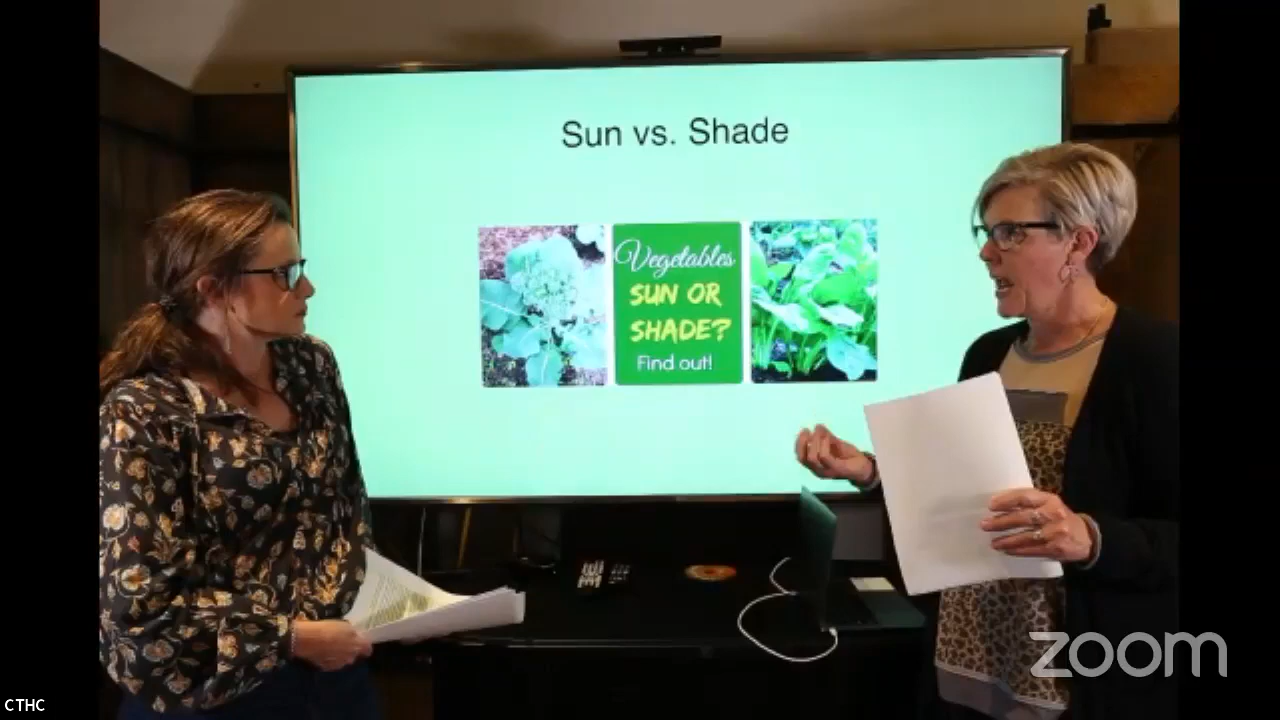 Sun vs. Shade
Vegetables
SUN OR
SHADE?
Find out!
zoom
CTHC